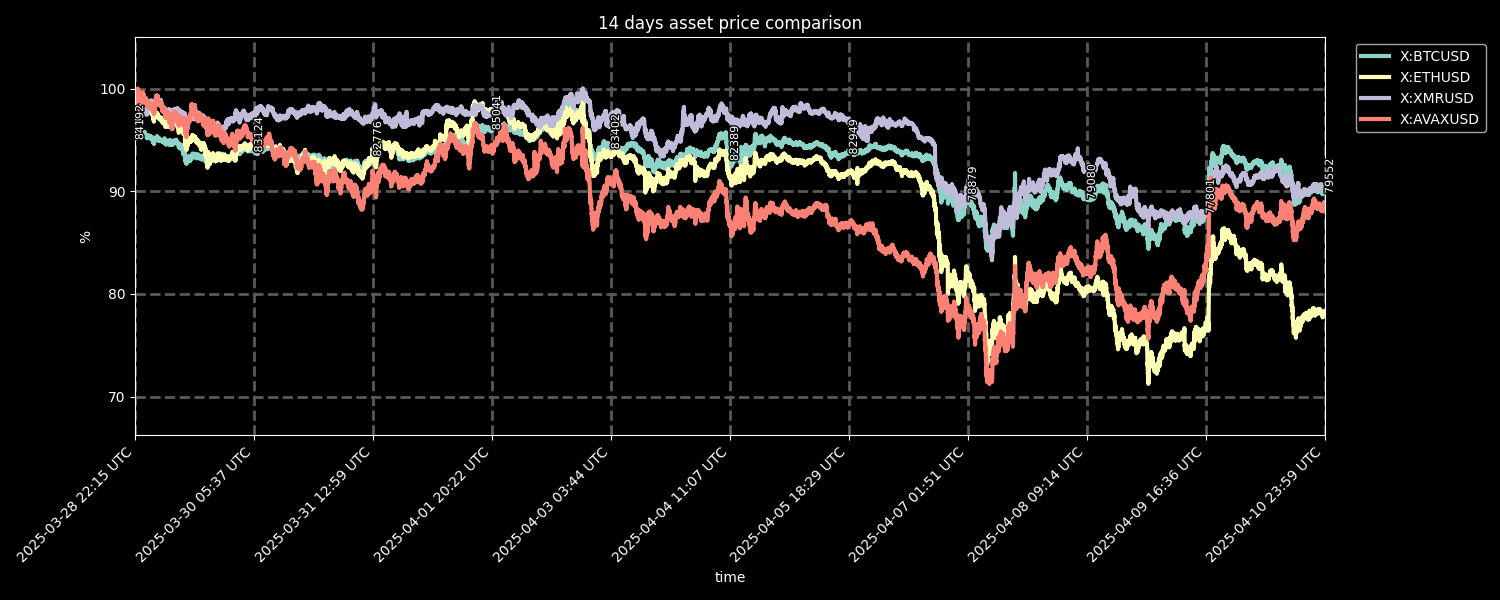 14 days asset price comparison
X:BTCUSD
X:ETHUSD
X:XMRUSD
X:AVAXUSD
100
90
80
70
%
84192
83124
82776
85041
83402
82389
82949
78879
79080
77801
79552
2025-03-28 22:15 UTC
2025-03-30 05:37 UTC
2025-03-31 12:59 UTC
2025-04-01 20:22 UTC
2025-04-03 03:44 UTC
2025-04-04 11:07 UTC
2025-04-05 18:29 UTC
2025-04-07 01:51 UTC
2025-04-08 09:14 UTC
2025-04-09 16:36 UTC
2025-04-10 23:59 UTC
time